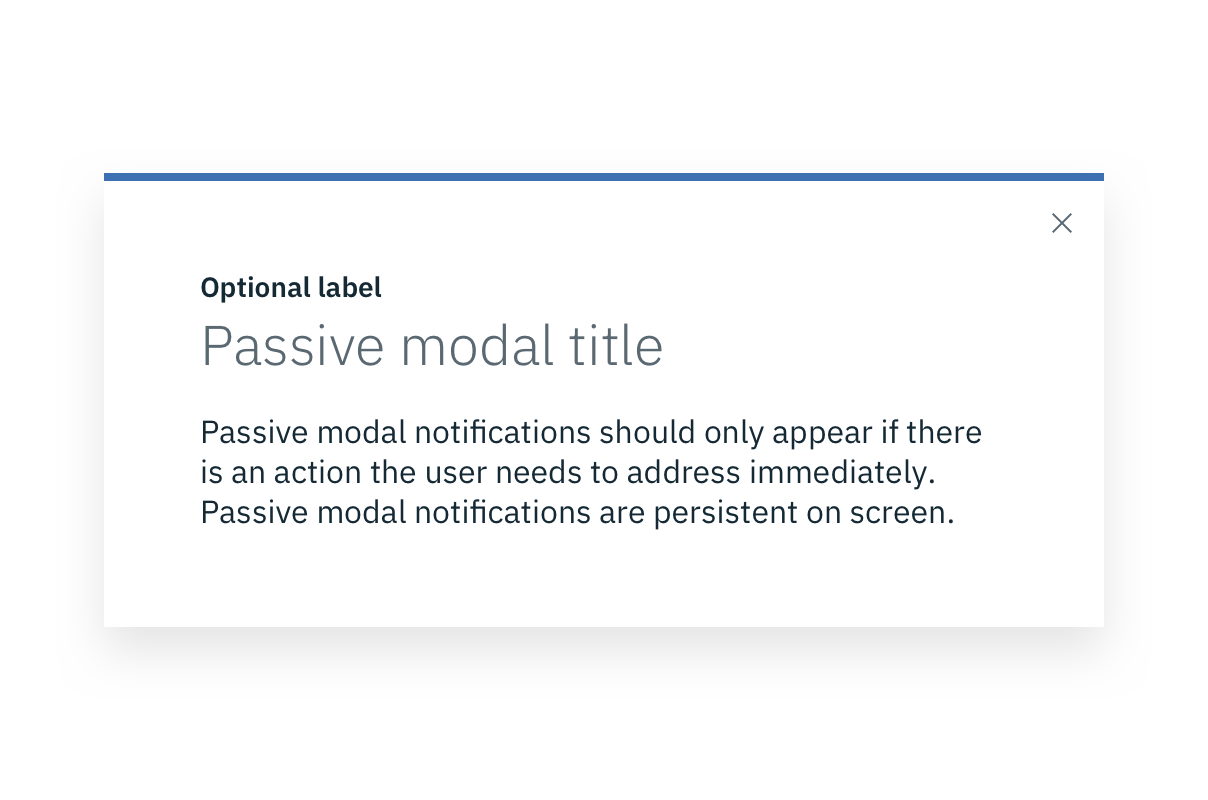 Optional label
Passive modal title
Passive modal notifications should only appear if there
is an action the user needs to address immediately.
Passive modal notifications are persistent on screen.